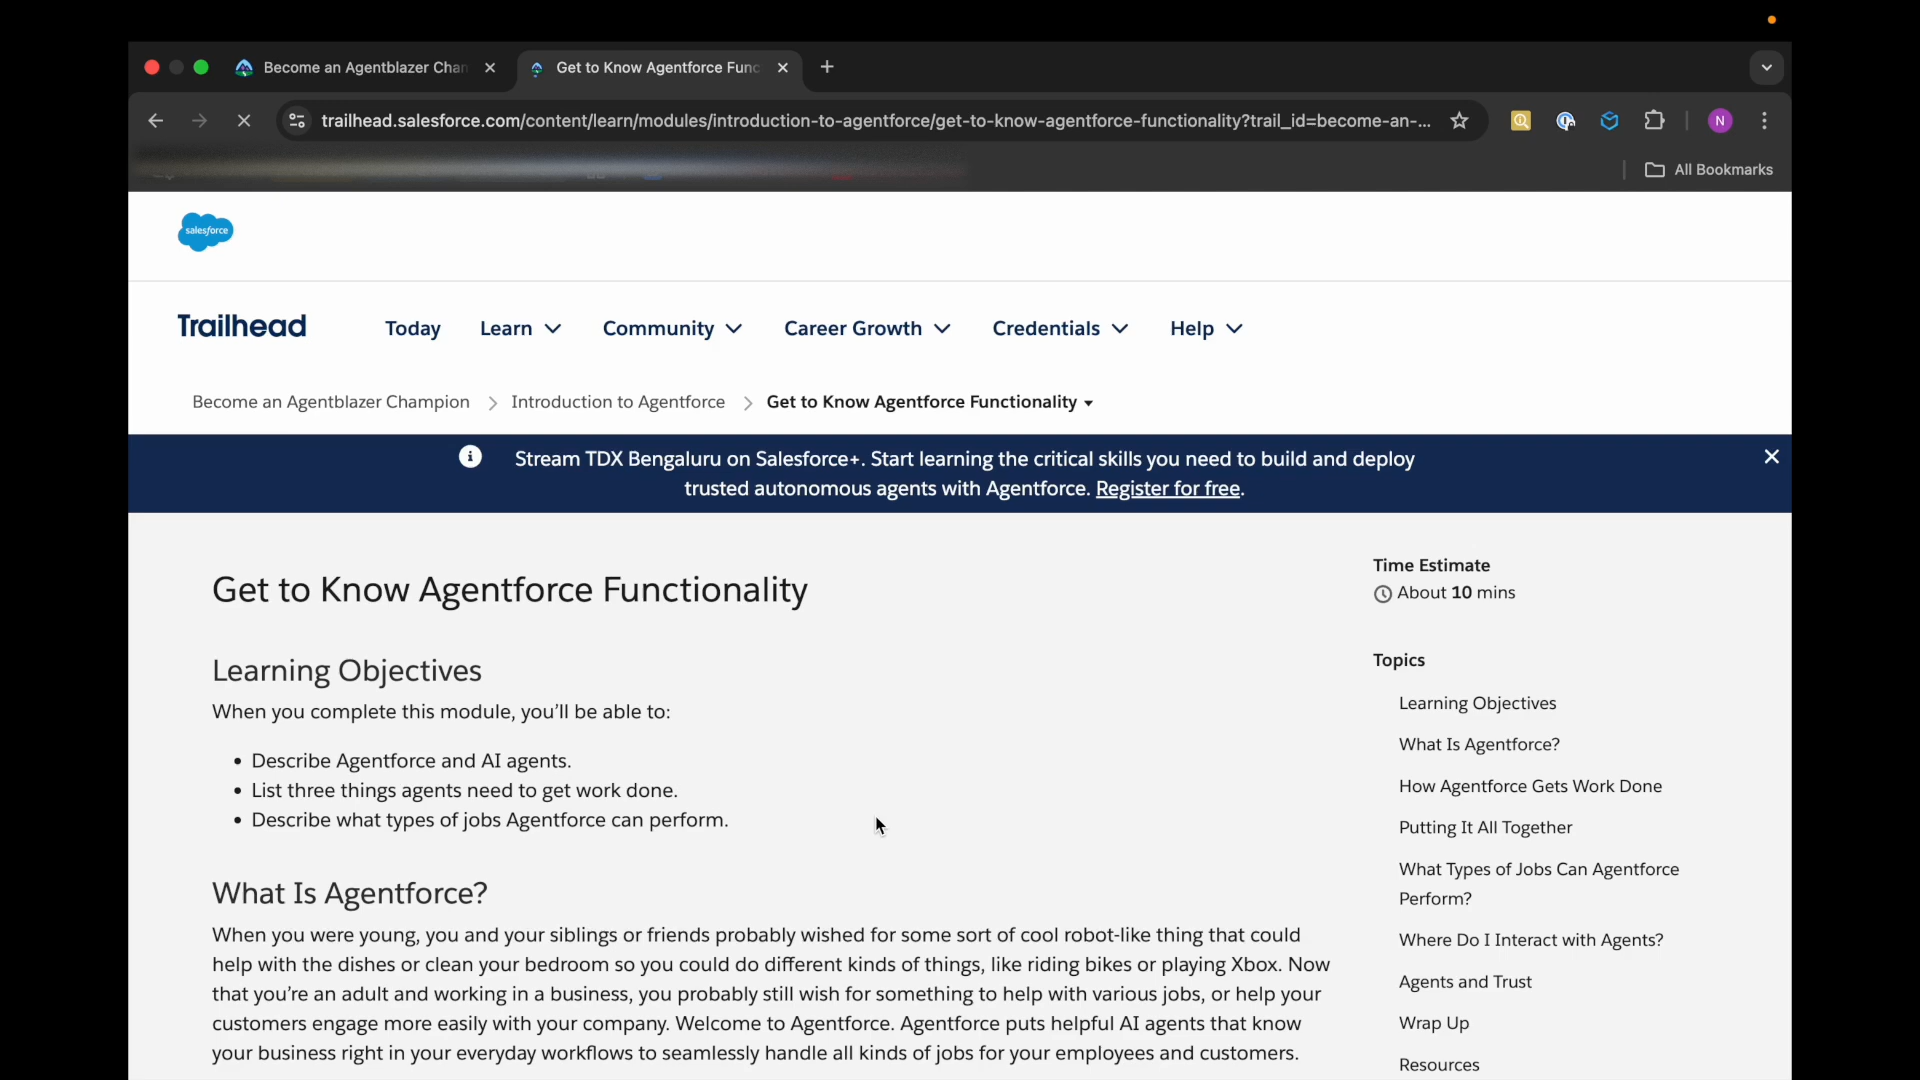 Become an Agentblazer Chan
Get to Know Agentforce Func
trailhead.salesforce.com/content/learn/modules/introduction-to-agentforce/get-to-know-agentforce-functionality?trail_id=become-an-...
N
All Bookmarks
salesforce
Trailhead
Today
Learn
Community
Career Growth
Credentials
Help
Become an Agentblazer Champion > Introduction to Agentforce > Get to Know Agentforce Functionality
Stream TDX Bengaluru on Salesforce+. Start learning the critical skills you need to build and deploy
trusted autonomous agents with Agentforce. Register for free.
Get to Know Agentforce Functionality
Learning Objectives
When you complete this module, you’ll be able to:
• Describe Agentforce and AI agents.
• List three things agents need to get work done.
• Describe what types of jobs Agentforce can perform.
What Is Agentforce?
When you were young, you and your siblings or friends probably wished for some sort of cool robot-like thing that could
help with the dishes or clean your bedroom so you could do different kinds of things, like riding bikes or playing Xbox. Now
that you’re an adult and working in a business, you probably still wish for something to help with various jobs, or help your
customers engage more easily with your company. Welcome to Agentforce. Agentforce puts helpful AI agents that know
your business right in your everyday workflows to seamlessly handle all kinds of jobs for your employees and customers.
Time Estimate
About 10 mins
Topics
Learning Objectives
What Is Agentforce?
How Agentforce Gets Work Done
Putting It All Together
What Types of Jobs Can Agentforce
Perform?
Where Do I Interact with Agents?
Agents and Trust
Wrap Up
Resources